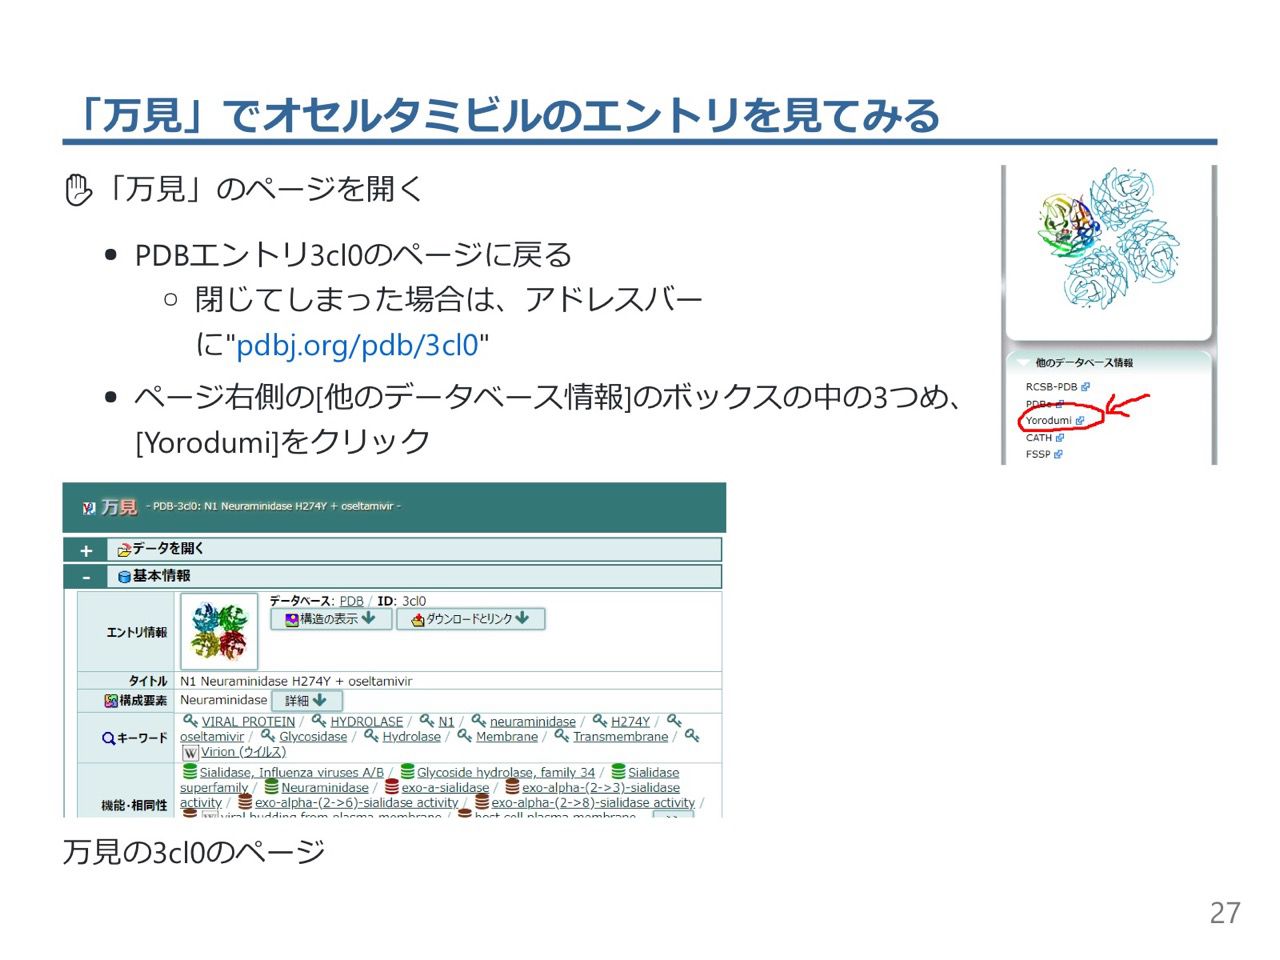 「万見」でオセルタミビルのエントリを見てみる
「万見」のページを開く
PDBエントリ3cl0のページに戻る
閉じてしまった場合は、アドレスバー
に"pdbj.org/pdb/3cl0"
ページ右側の[他のデータベース情報]のボックスの中の3つめ、
[Yorodumi]をクリック
他のデータベース情報
RCSB-PDB
PDBe
Yorodumi
CATH
FSSP
万見 - PDB-3cl0: N1 Neuraminidase H274Y + oseltamivir -
+ データを開く
- 基本情報
エントリ情報
データベース: PDB / ID: 3cl0
構造の表示 ダウンロードとリンク
タイトル N1 Neuraminidase H274Y + oseltamivir
構成要素 Neuraminidase 詳細
キーワード
VIRAL PROTEIN / HYDROLASE / N1 / neuraminidase / H274Y /
oseltamivir / Glycosidase / Hydrolase / Membrane / Transmembrane /
Virion (ウイルス)
機能・相同性
Sialidase, Influenza viruses A/B / Glycoside hydrolase, family 34 / Sialidase
superfamily / Neuraminidase / exo-a-sialidase / exo-alpha-(2->3)-sialidase
activity / exo-alpha-(2->6)-sialidase activity / exo-alpha-(2->8)-sialidase activity /
viral budding from plasma membrane / host cell plasma membrane
万見の3cl0のページ
27